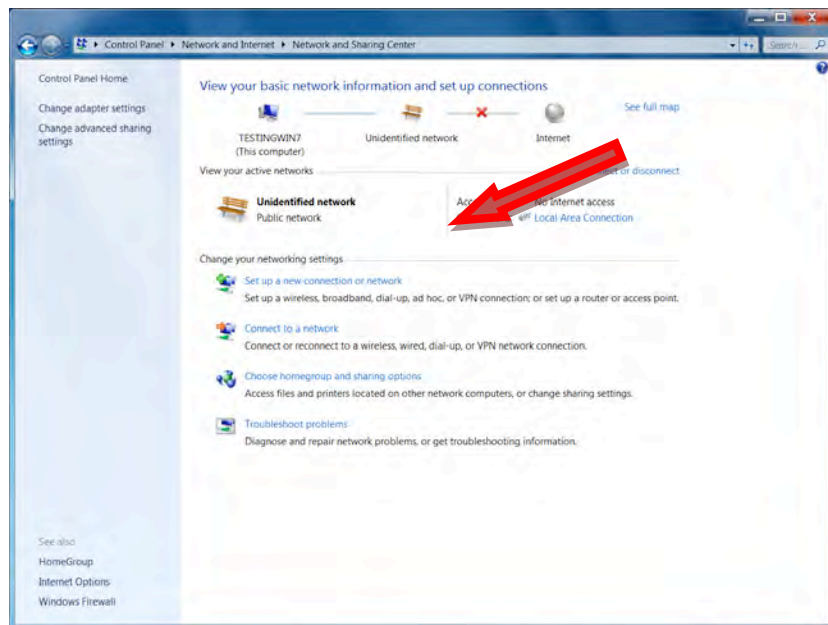 Control Panel ▸ Network and Internet ▸ Network and Sharing Center
Search
Control Panel Home
Change adapter settings
Change advanced sharing
settings
View your basic network information and set up connections
See full map
TESTINGWIN7
(This computer)
Unidentified network
Internet
View your active networks
or disconnect
Unidentified network
Public network
No Internet access
Local Area Connection
Change your networking settings
Set up a new connection or network
Set up a wireless, broadband, dial-up, ad hoc, or VPN connection; or set up a router or access point.
Connect to a network
Connect or reconnect to a wireless, wired, dial-up, or VPN network connection.
Choose homegroup and sharing options
Access files and printers located on other network computers, or change sharing settings.
Troubleshoot problems
Diagnose and repair network problems, or get troubleshooting information.
See also
HomeGroup
Internet Options
Windows Firewall